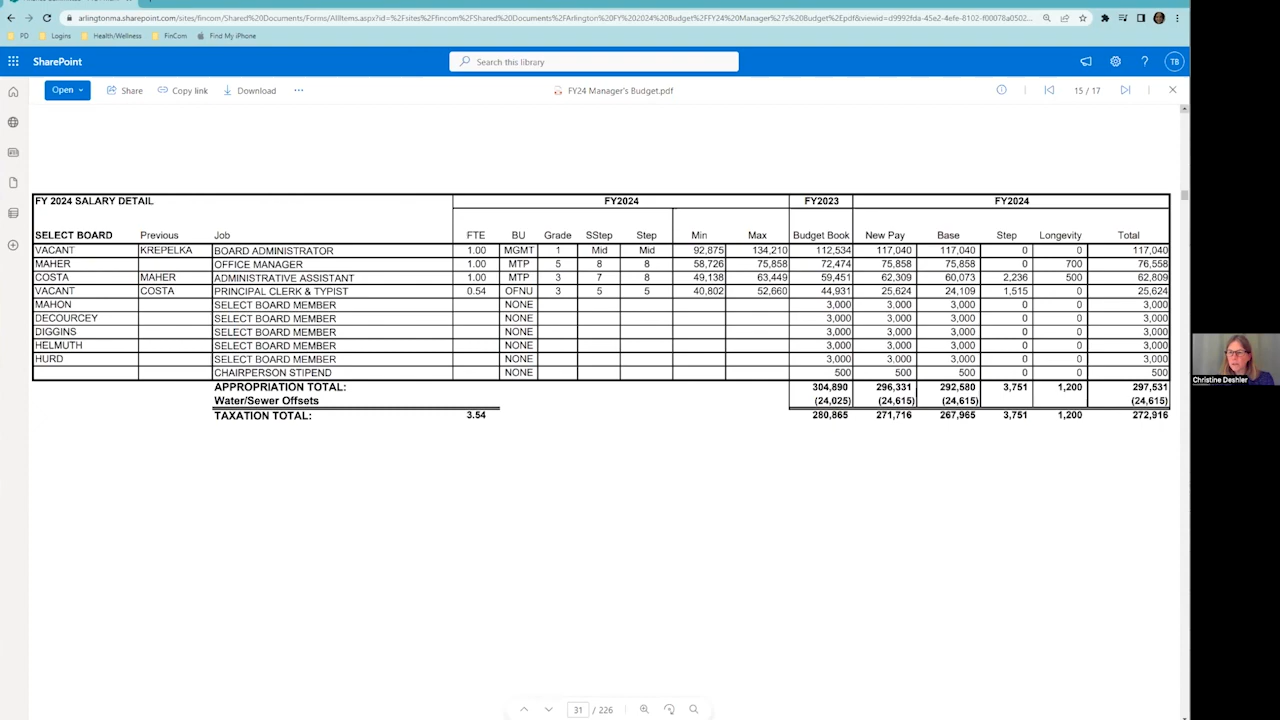 arlingtonma.sharepoint.com/sites/fincom/Shared%20Documents/Forms/AllItems.aspx?id=%2Fsites%2Ffincom%2FShared%20Documents%2FArlington%20FY%202024%20Budget%2FFY24%20Manager%27s%20Budget%2Epdf&viewid=d9992fda-45e2-4efe-8102-f00078a0502...
PD Logins Health/Wellness FinCom Find My iPhone
SharePoint Search this library ? TB
Open Share Copy link Download ... FY24 Manager's Budget.pdf 15 / 17
FY 2024 SALARY DETAIL FY2024 FY2023 FY2024
SELECT BOARD Previous Job FTE BU Grade SStep Step Min Max Budget Book New Pay Base Step Longevity Total
VACANT KREPELKA BOARD ADMINISTRATOR 1.00 MGMT 1 Mid Mid 92,875 134,210 112,534 117,040 117,040 0 0 117,040
MAHER OFFICE MANAGER 1.00 MTP 5 8 8 58,726 75,858 72,474 75,858 75,858 0 700 76,558
COSTA MAHER ADMINISTRATIVE ASSISTANT 1.00 MTP 3 7 8 49,138 63,449 59,451 62,309 60,073 2,236 500 62,809
VACANT COSTA PRINCIPAL CLERK & TYPIST 0.54 OFNU 3 5 5 40,802 52,660 44,931 25,624 24,109 1,515 0 25,624
MAHON SELECT BOARD MEMBER NONE 3,000 3,000 3,000 0 0 3,000
DECOURCEY SELECT BOARD MEMBER NONE 3,000 3,000 3,000 0 0 3,000
DIGGINS SELECT BOARD MEMBER NONE 3,000 3,000 3,000 0 0 3,000
HELMUTH SELECT BOARD MEMBER NONE 3,000 3,000 3,000 0 0 3,000
HURD SELECT BOARD MEMBER NONE 3,000 3,000 3,000 0 0 3,000
CHAIRPERSON STIPEND NONE 500 500 500 0 0 500
APPROPRIATION TOTAL: 304,890 296,331 292,580 3,751 1,200 297,531
Water/Sewer Offsets (24,025) (24,615) (24,615) (24,615)
TAXATION TOTAL: 3.54 280,865 271,716 267,965 3,751 1,200 272,916
Christine Deshler
31 / 226